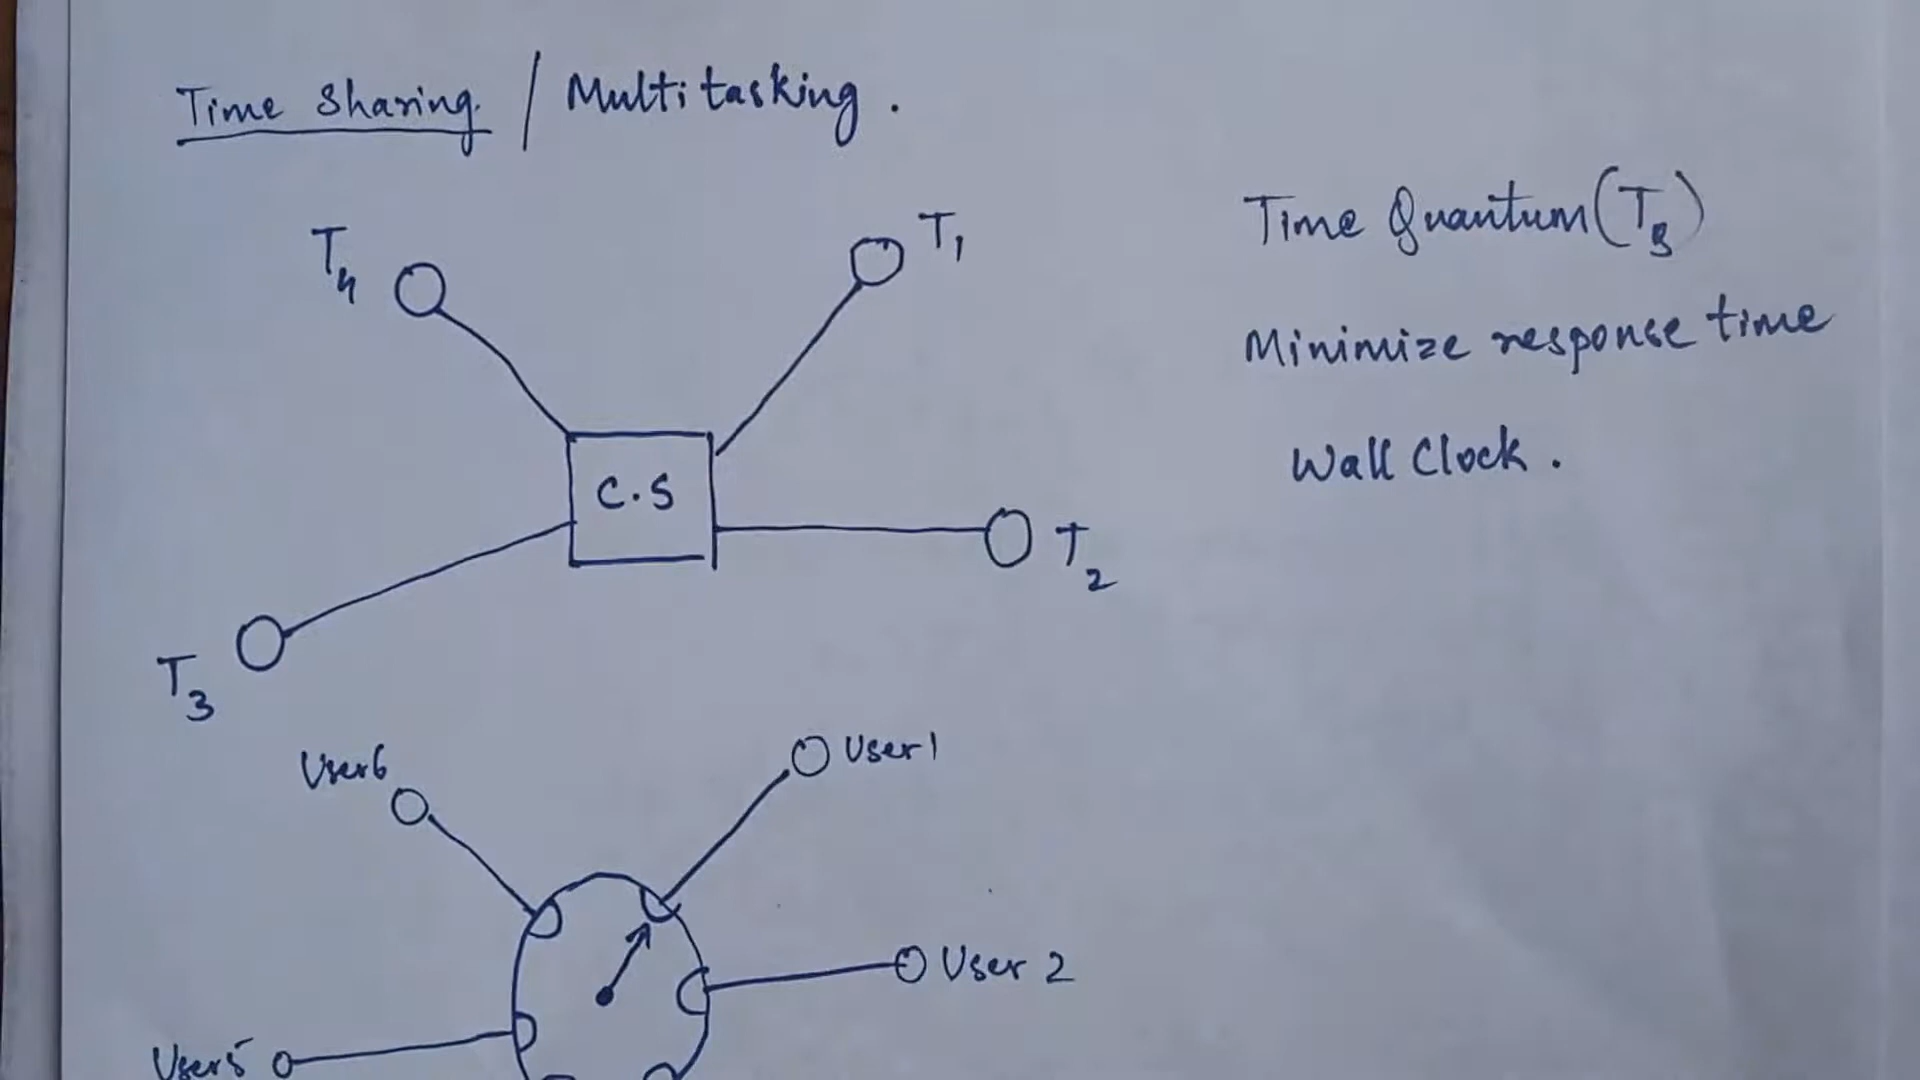 Time Sharing. / Multitasking.
Time Quantum (Tq)
Minimize response time
Wall Clock.
T4
T1
C.S
T2
T3
User6
User1
User 2
User5